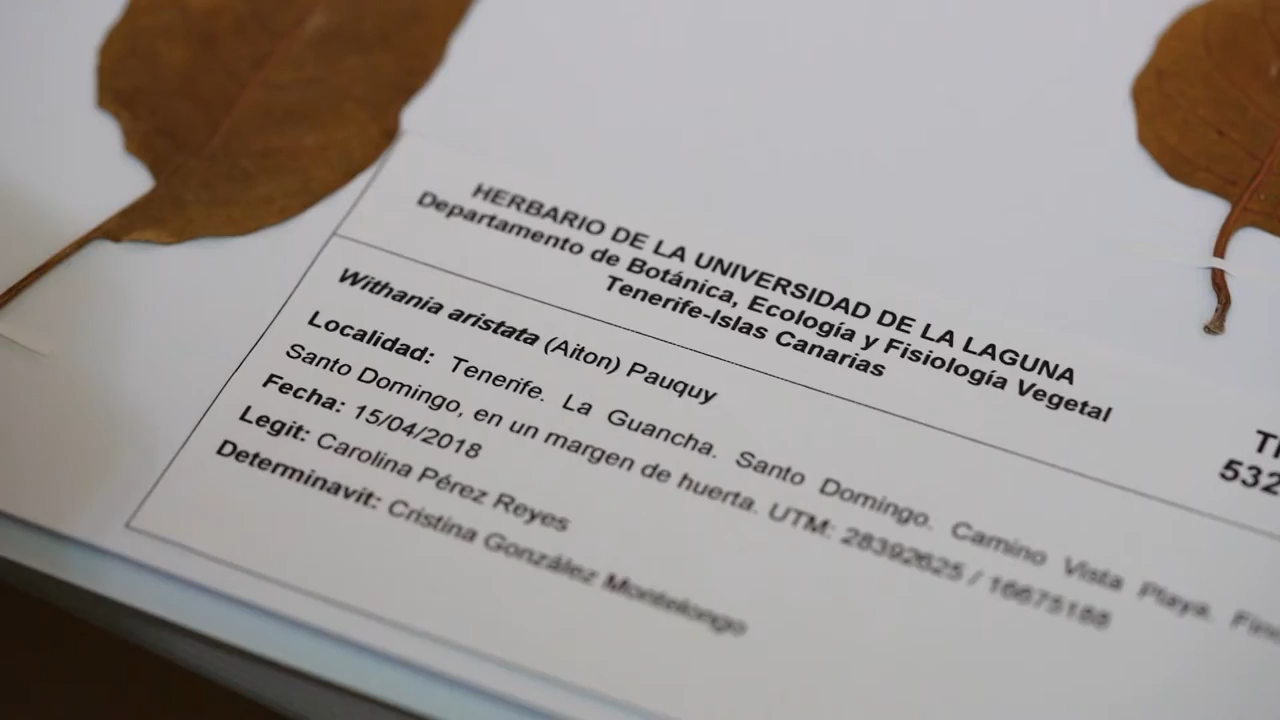 HERBARIO DE LA UNIVERSIDAD DE LA LAGUNA
Departamento de Botánica, Ecología y Fisiología Vegetal
Tenerife-Islas Canarias
532
Withania aristata (Aiton) Pauquy
Localidad: Tenerife. La Guancha. Santo Domingo. Camino Vista Playa.
Santo Domingo, en un margen de huerta. UTM: 28392625 / 16675188
Fecha: 15/04/2018
Legit: Carolina Pérez Reyes
Determinavit: Cristina González Montelongo